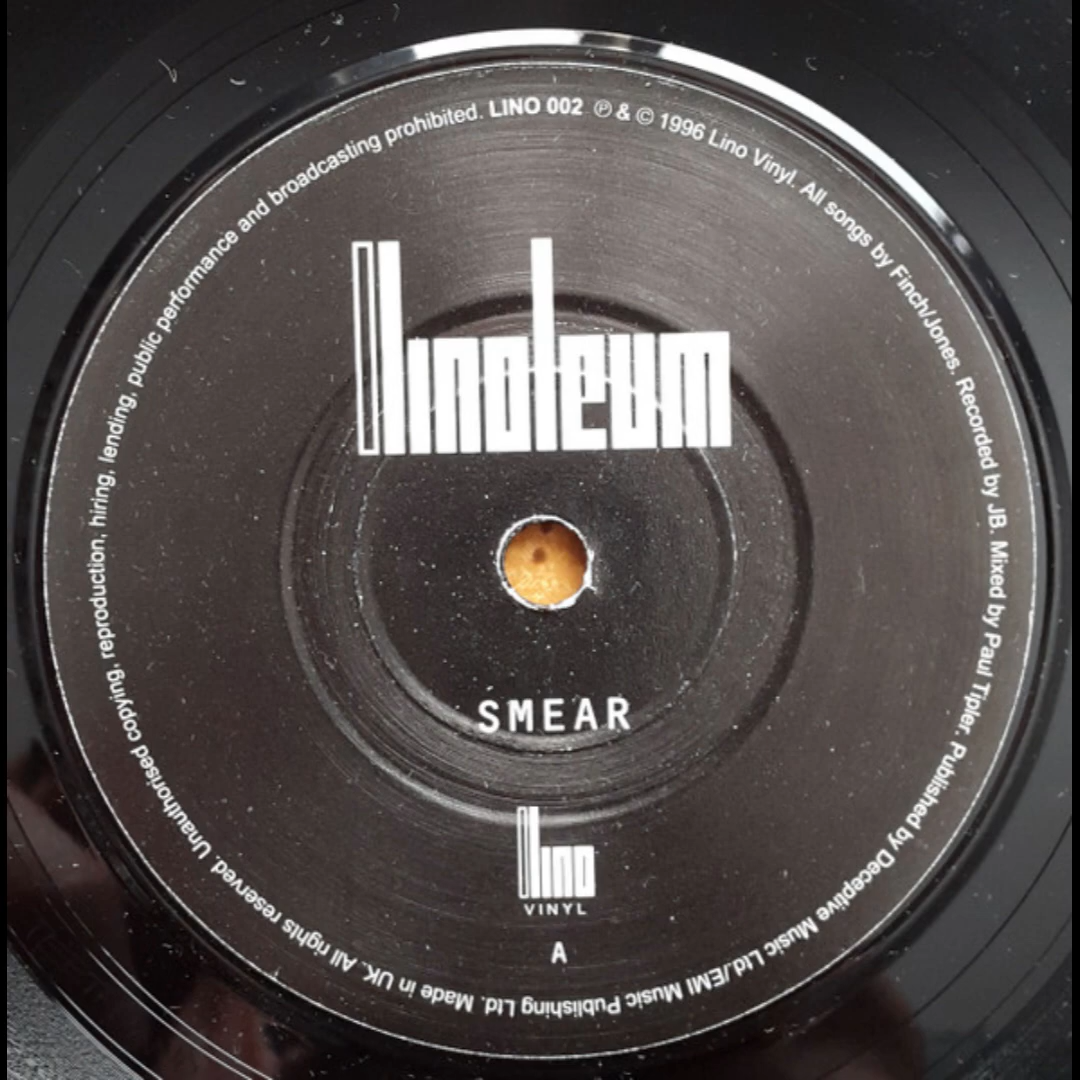 LINO 002 ℗ & © 1996 Lino Vinyl. All songs by Finch/Jones. Recorded by JB. Mixed by Paul Tipler. Published by Deceptive Music Ltd./EMI Music Publishing Ltd. Made in UK. All rights reserved. Unauthorised copying, reproduction, hiring, lending, public performance and broadcasting prohibited.
linoleum
SMEAR
lino
VINYL
A